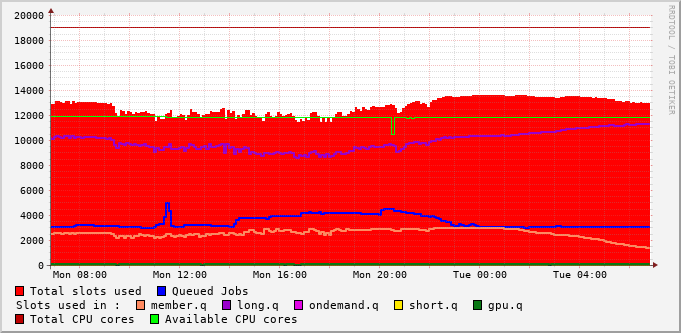 20000
18000
16000
14000
12000
10000
8000
6000
4000
2000
0
Mon 08:00 Mon 12:00 Mon 16:00 Mon 20:00 Tue 00:00 Tue 04:00
RRDTOOL / TOBI OETIKER
Total slots used Queued Jobs
Slots used in : member.q long.q ondemand.q short.q gpu.q
Total CPU cores Available CPU cores